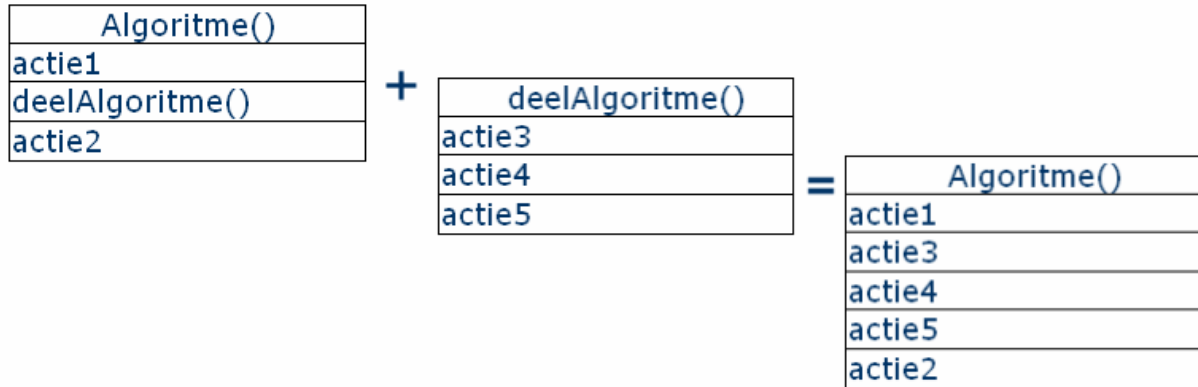 Algoritme()
actie1
deelAlgoritme()
actie2
+
deelAlgoritme()
actie3
actie4
actie5
=
Algoritme()
actie1
actie3
actie4
actie5
actie2